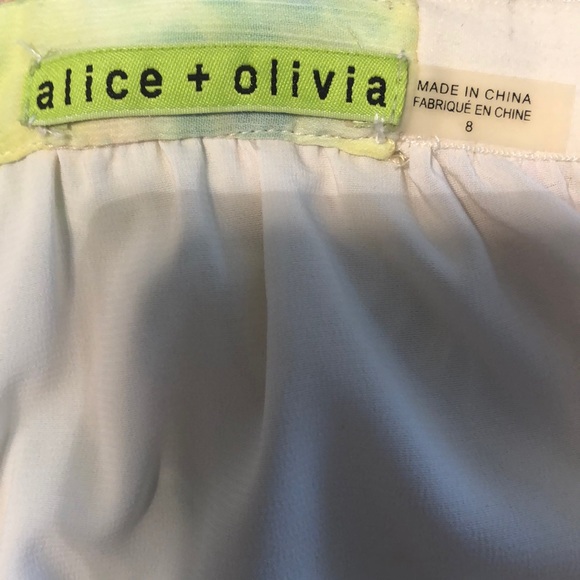 alice + olivia
MADE IN CHINA
FABRIQUÉ EN CHINE
8